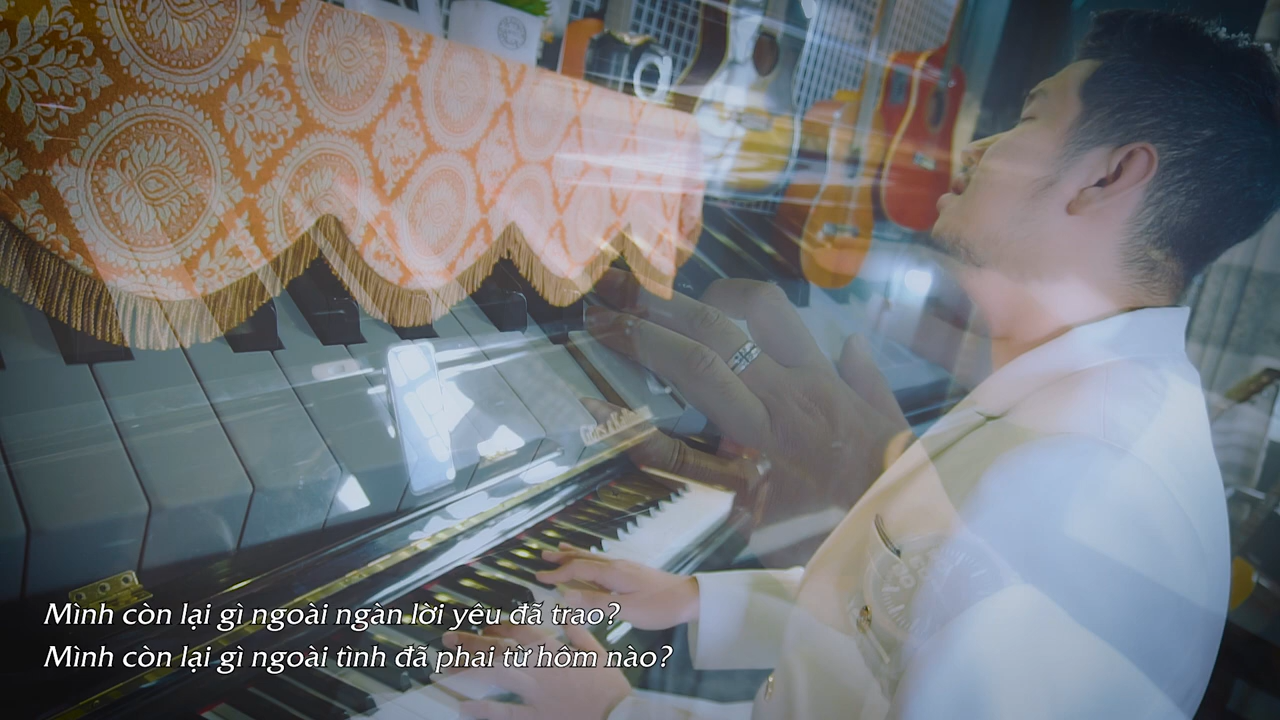 Mình còn lại gì ngoài ngàn lời yêu đã trao?
Mình còn lại gì ngoài tình đã phai từ hôm nào?